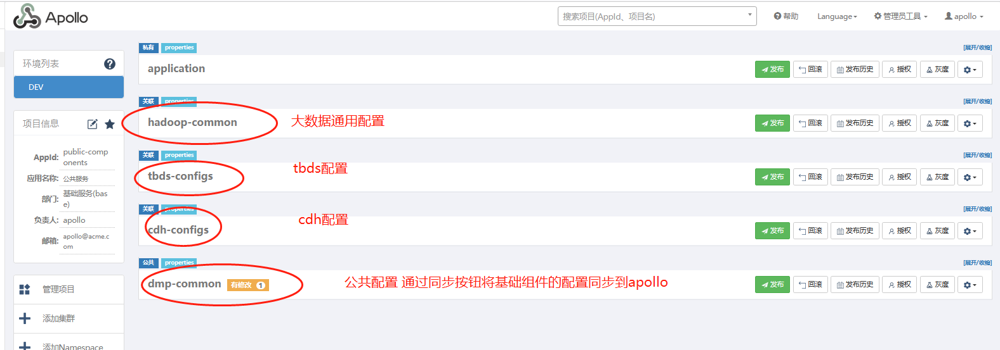 Apollo
搜索项目(AppId、项目名)
帮助
Language
管理员工具
apollo
环境列表
DEV
项目信息
AppId: public-comp
onents
应用名称: 公共服务
部门: 基础服务(bas
e)
负责人: apollo
邮箱: apollo@acme.c
om
管理项目
添加集群
添加Namespace
私有 properties [展开/收缩]
application 发布 回滚 发布历史 授权 灰度
关联 properties [展开/收缩]
hadoop-common 大数据通用配置 发布 回滚 发布历史 授权 灰度
关联 properties [展开/收缩]
tbds-configs tbds配置 发布 回滚 发布历史 授权 灰度
关联 properties [展开/收缩]
cdh-configs cdh配置 发布 回滚 发布历史 授权 灰度
公共 properties [展开/收缩]
dmp-common 有修改 1 公共配置 通过同步按钮将基础组件的配置同步到apollo 发布 回滚 发布历史 授权 灰度